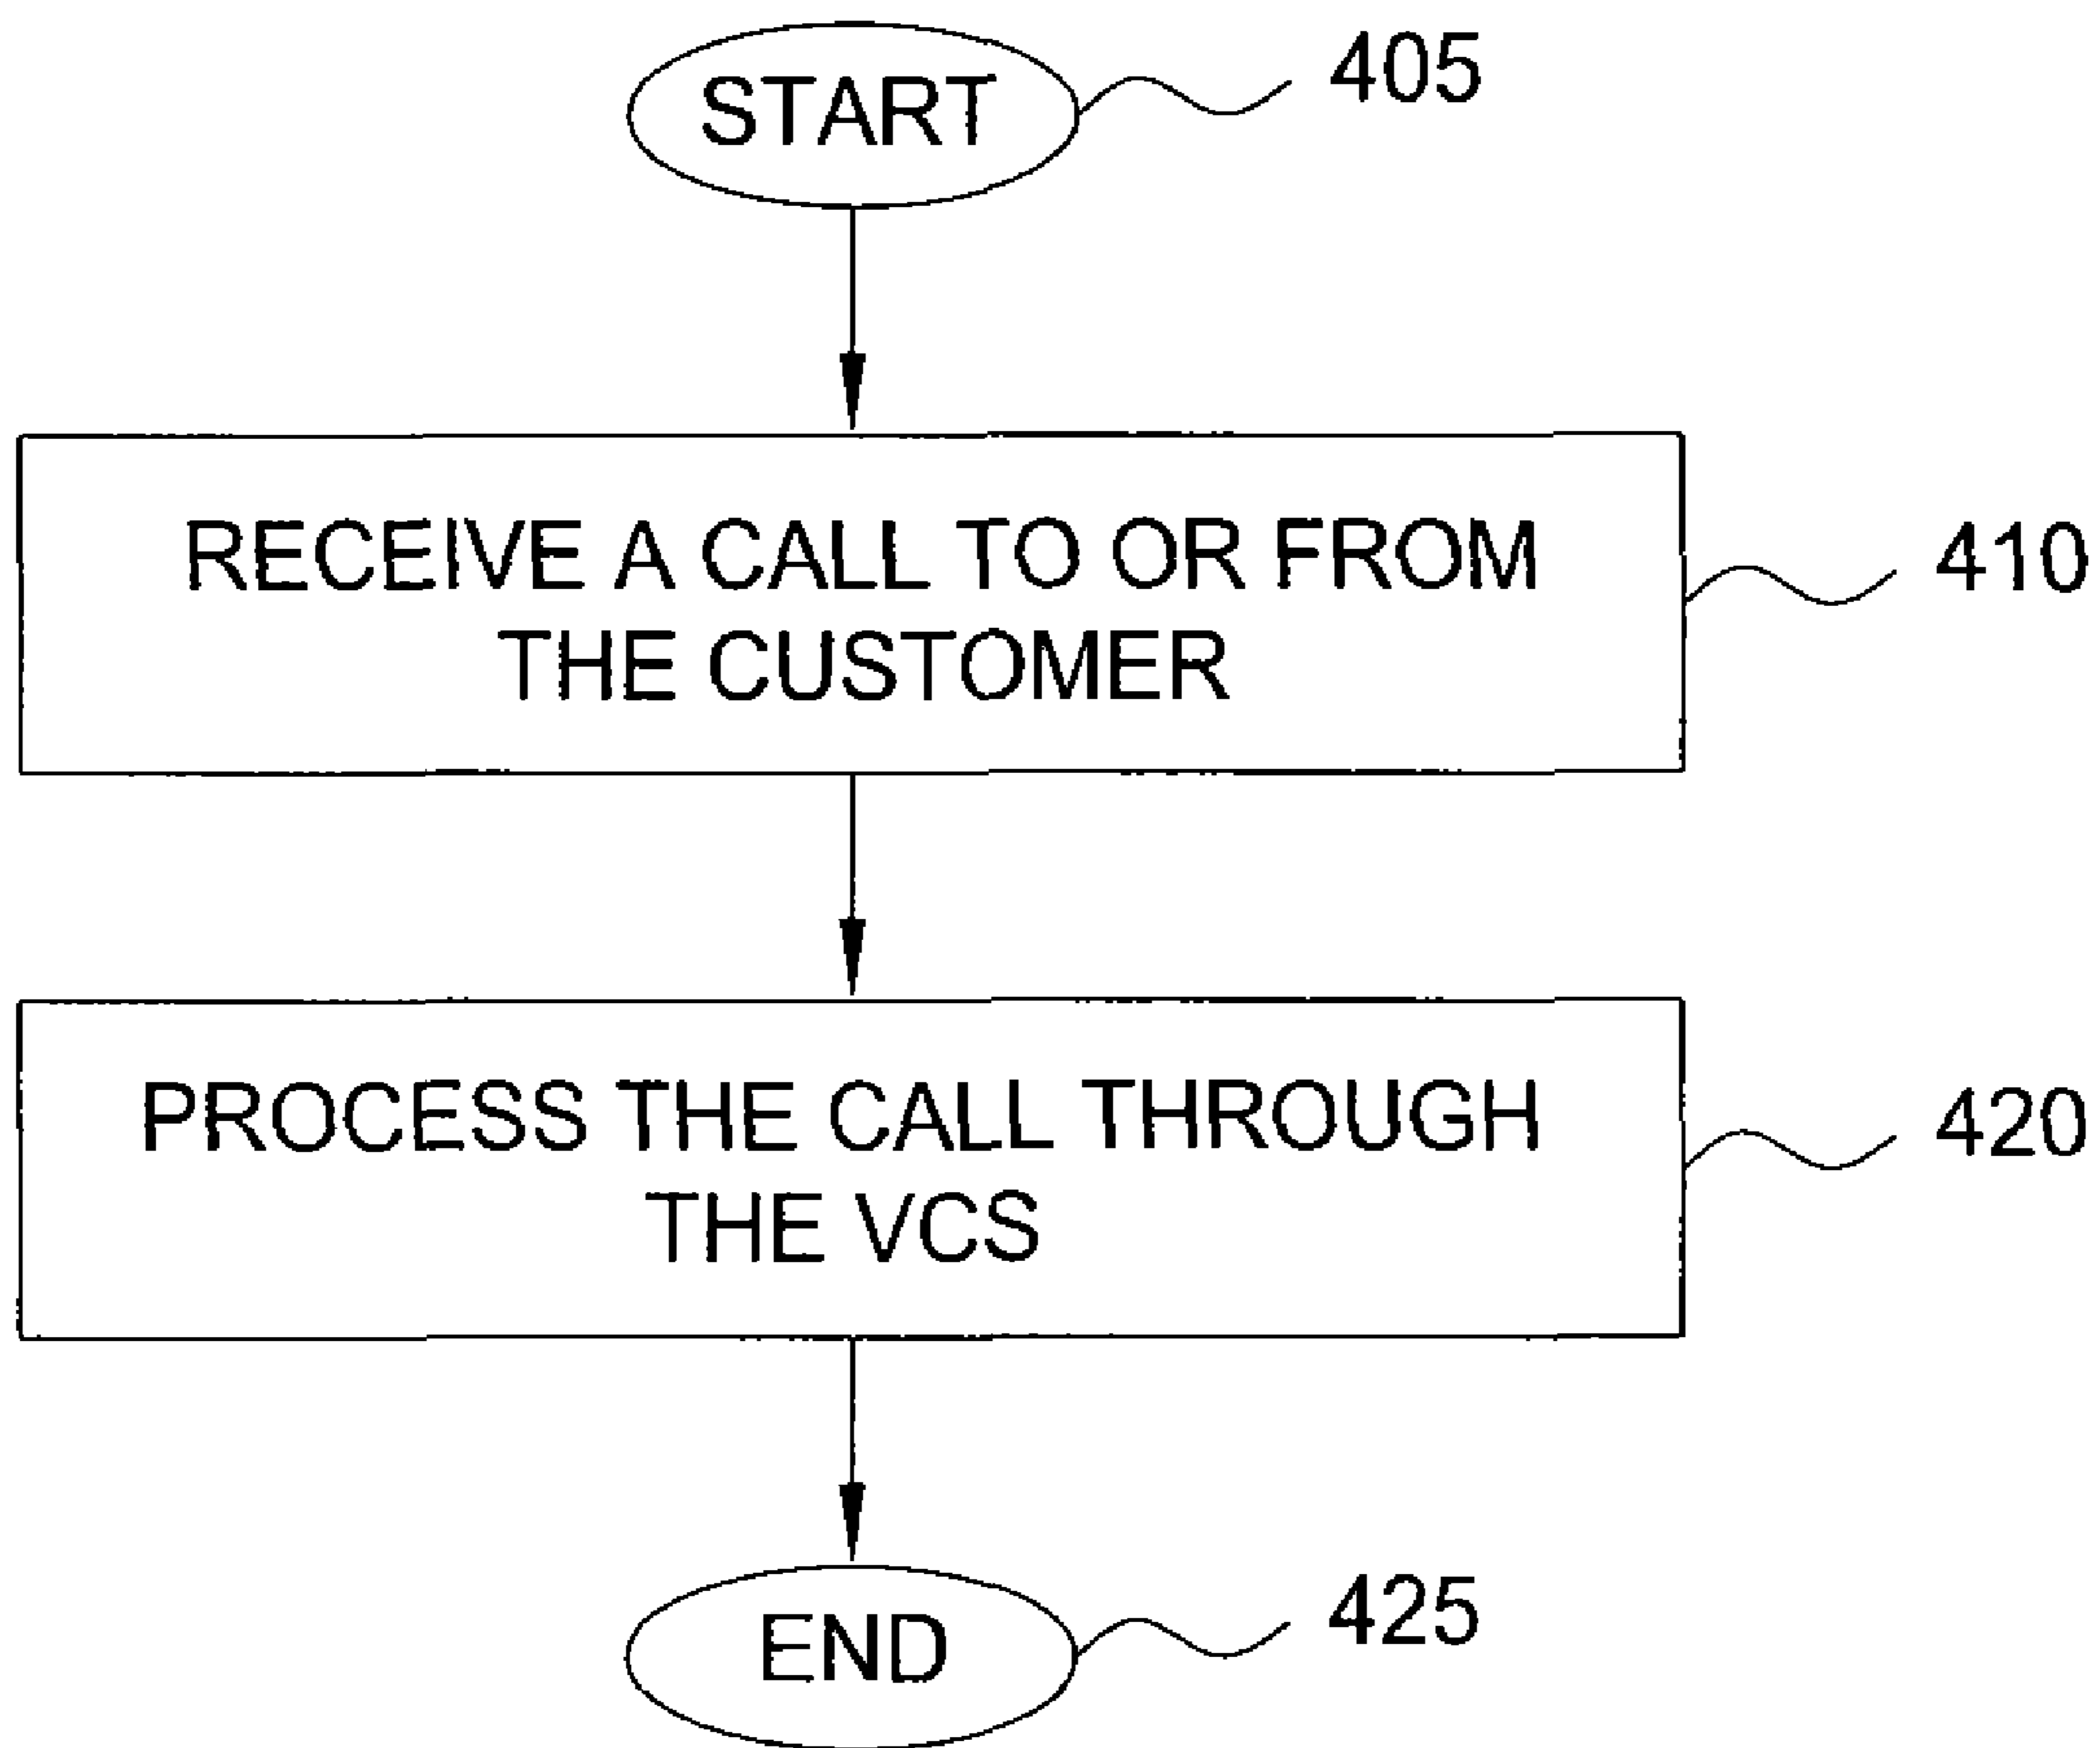 START
405
RECEIVE A CALL TO OR FROM
THE CUSTOMER
410
PROCESS THE CALL THROUGH
THE VCS
420
END
425